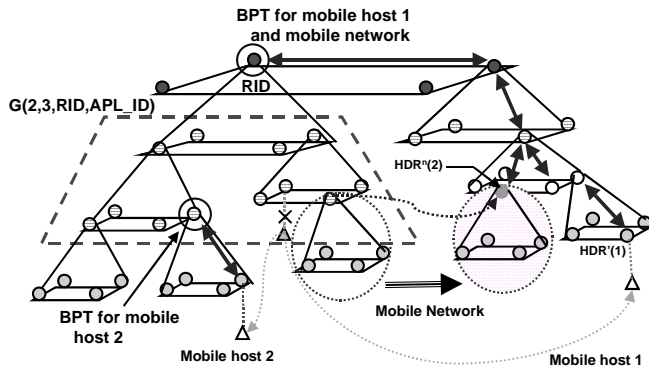 BPT for mobile host 1
and mobile network
RID
G(2,3,RID,APL_ID)
HDRⁿ(2)
HDR'(1)
BPT for mobile
host 2
Mobile Network
Mobile host 2
Mobile host 1